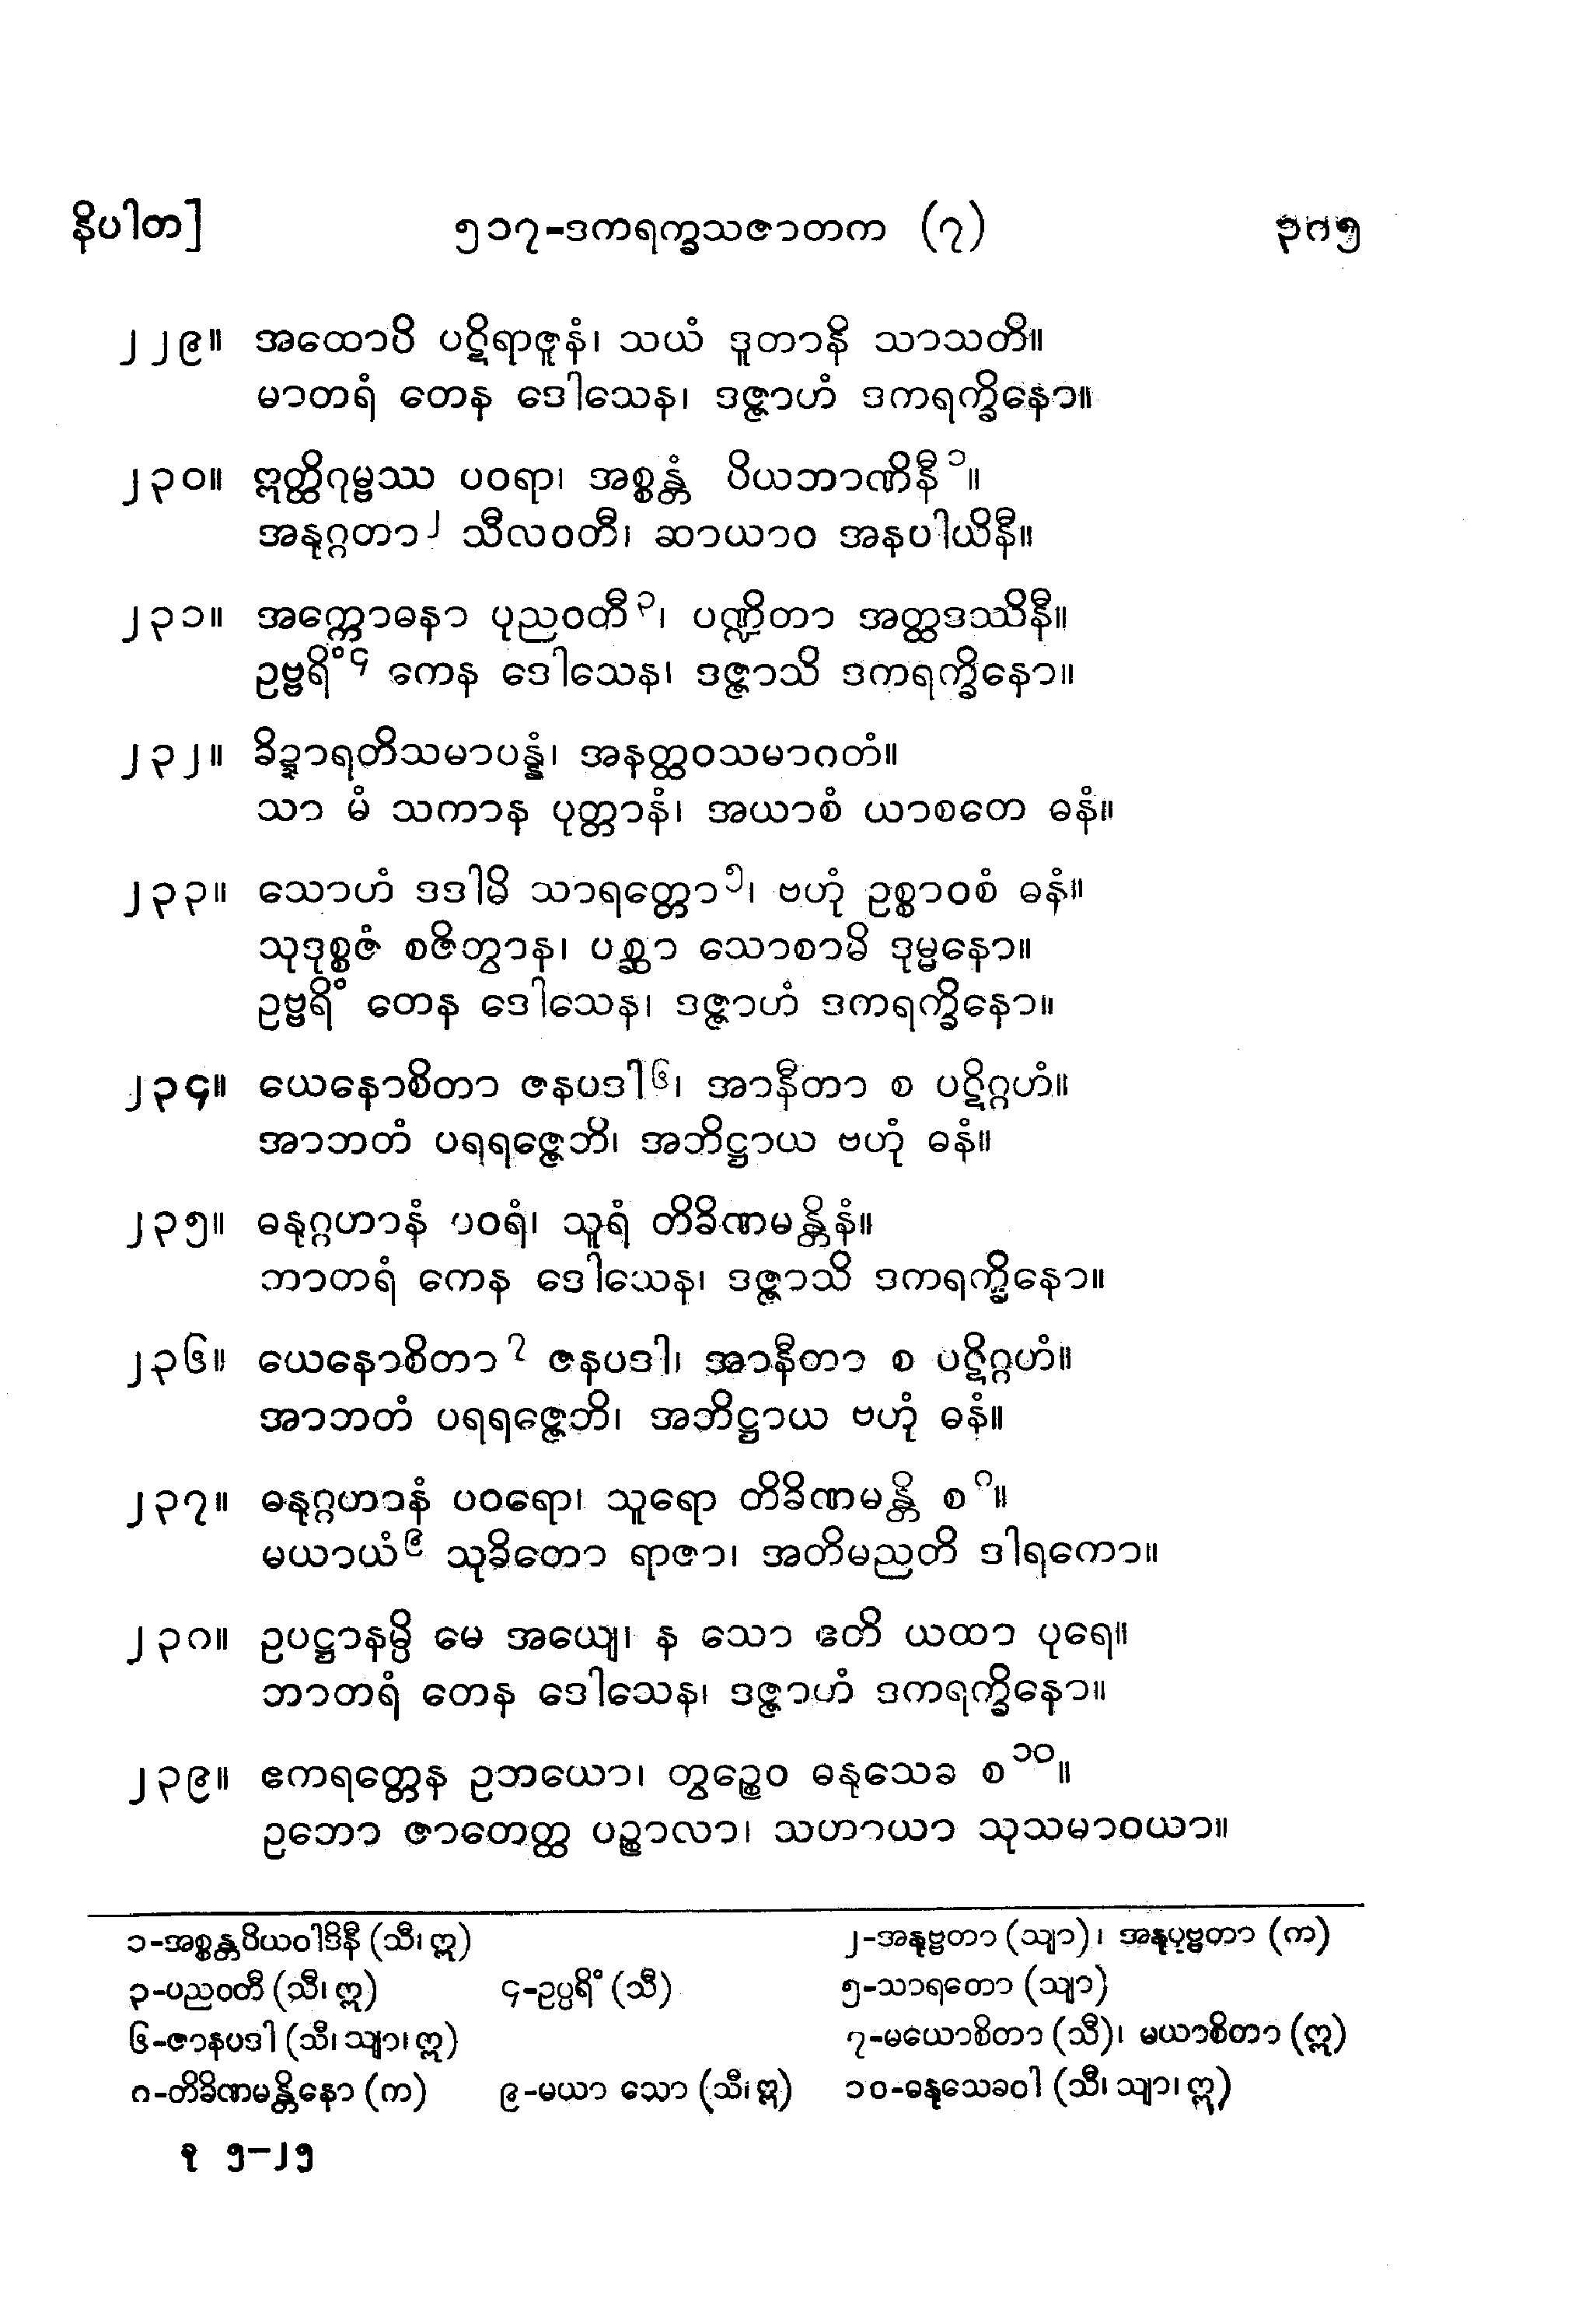 နိပါတ] ၅၁၇-ဒကရက္ခသဇာတက (၇) ၃၈၅
၂၂၉။ အထောပိ ပဋိရာဇူနံ၊ သယံ ဒူတာနိ သာသတိ။
မာတရံ တေန ဒေါသေန၊ ဒဇ္ဇာဟံ ဒကရက္ခိနော။
၂၃၀။ ဣတ္ထိဂုမ္ဗဿ ပဝရာ၊ အစ္စန္တံ ပိယဘာဏိနီ ၁။
အနုဂ္ဂတာ ၂ သီလဝတီ၊ ဆာယာဝ အနပါယိနီ။
၂၃၁။ အက္ကောဓနာ ပုညဝတီ ၃၊ ပဏ္ဍိတာ အတ္ထဒဿိနီ။
ဥဗ္ဗရိံ ၄ ကေန ဒေါသေန၊ ဒဇ္ဇာသိ ဒကရက္ခိနော။
၂၃၂။ ခိဍ္ဍာရတိသမာပန္နံ၊ အနတ္ထဝသမာဂတံ။
သာ မံ သကာန ပုတ္တာနံ၊ အယာစံ ယာစတေ ဓနံ။
၂၃၃။ သောဟံ ဒဒါမိ သာရတ္တော ၅၊ ဗဟုံ ဥစ္စာဝစံ ဓနံ။
သုဒုစ္စဇံ စဇိတွာန၊ ပစ္ဆာ သောစာမိ ဒုမ္မနော။
ဥဗ္ဗရိံ တေန ဒေါသေန၊ ဒဇ္ဇာဟံ ဒကရက္ခိနော။
၂၃၄။ ယေနောစိတာ ဇနပဒါ ၆၊ အာနီတာ စ ပဋိဂ္ဂဟံ။
အာဘတံ ပရရဇ္ဇေဘိ၊ အဘိဋ္ဌာယ ဗဟုံ ဓနံ။
၂၃၅။ ဓနုဂ္ဂဟာနံ ပဝရံ၊ သူရံ တိခိဏမန္တိနံ။
ဘာတရံ ကေန ဒေါသေန၊ ဒဇ္ဇာသိ ဒကရက္ခိနော။
၂၃၆။ ယေနောစိတာ ၇ ဇနပဒါ၊ အာနီတာ စ ပဋိဂ္ဂဟံ။
အာဘတံ ပရရဇ္ဇေဘိ၊ အဘိဋ္ဌာယ ဗဟုံ ဓနံ။
၂၃၇။ ဓနုဂ္ဂဟာနံ ပဝရော၊ သူရော တိခိဏမန္တိ စ ၈။
မယာယံ ၉ သုခိတော ရာဇာ၊ အတိမညတိ ဒါရကော။
၂၃၈။ ဥပဋ္ဌာနမ္ပိ မေ အယျေ၊ န သော ဧတိ ယထာ ပုရေ။
ဘာတရံ တေန ဒေါသေန၊ ဒဇ္ဇာဟံ ဒကရက္ခိနော။
၂၃၉။ ဧကရတ္တေန ဥဘယော၊ တွဉ္စေဝ ဓနုသေခ စ ၁၀။
ဥဘော ဇာတေတ္ထ ပဉ္စာလာ၊ သဟာယာ သုသမာဝယာ။
၁-အစ္စန္တပိယဝါဒိနီ (သီ၊ ဣ) ၂-အနုဗ္ဗတာ (သျာ)၊ အနုပုဗ္ဗတာ (က)
၃-ပညဝတီ (သီ၊ ဣ) ၄-ဥပ္ပရိံ (သီ) ၅-သာရတော (သျာ)
၆-ဇာနပဒါ (သီ၊ သျာ၊ ဣ) ၇-မယောစိတာ (သီ)၊ မယာစိတာ (ဣ)
၈-တိခိဏမန္တိနော (က) ၉-မယာ သော (သီ၊ ဣ) ၁၀-ဓနုသေခဝါ (သီ၊ သျာ၊ ဣ)
နု ၅-၂၅